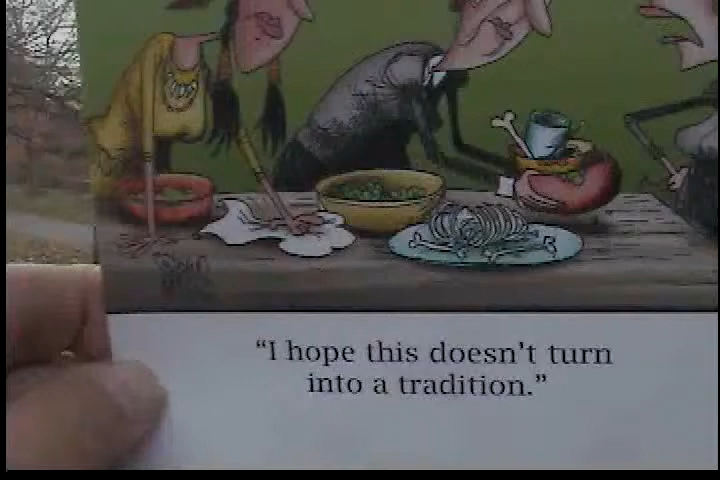 “I hope this doesn't turn
into a tradition.”